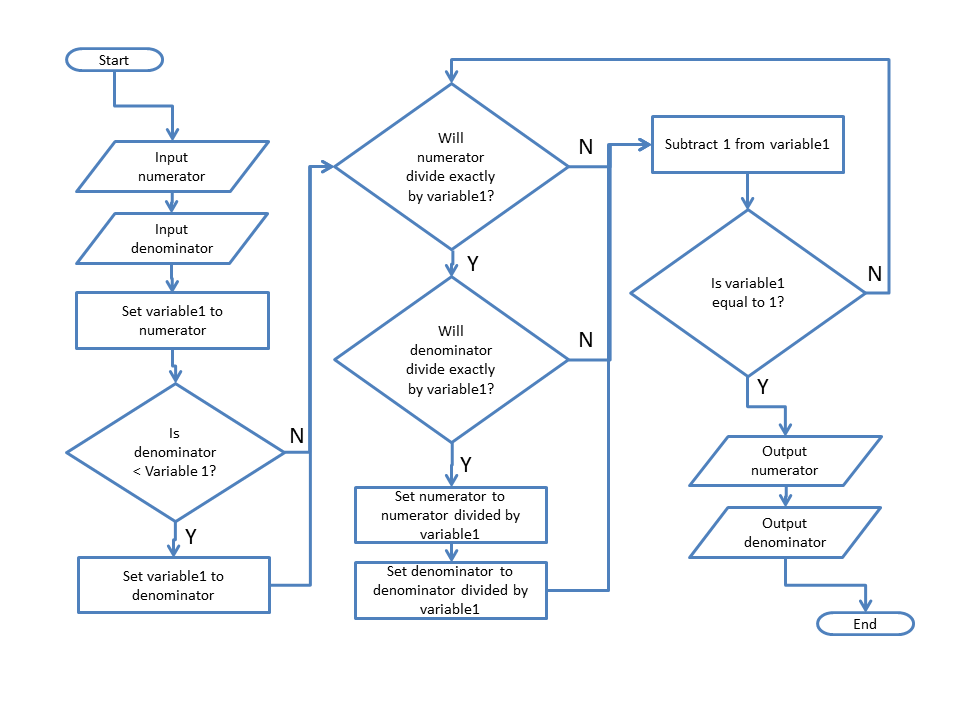 Start
Input
numerator
Input
denominator
Set variable1 to
numerator
Is
denominator
< Variable 1?
N
Y
Set variable1 to
denominator
Will
numerator
divide exactly
by variable1?
N
Y
Will
denominator
divide exactly
by variable1?
N
Y
Set numerator to
numerator divided by
variable1
Set denominator to
denominator divided by
variable1
Subtract 1 from variable1
Is variable1
equal to 1?
N
Y
Output
numerator
Output
denominator
End